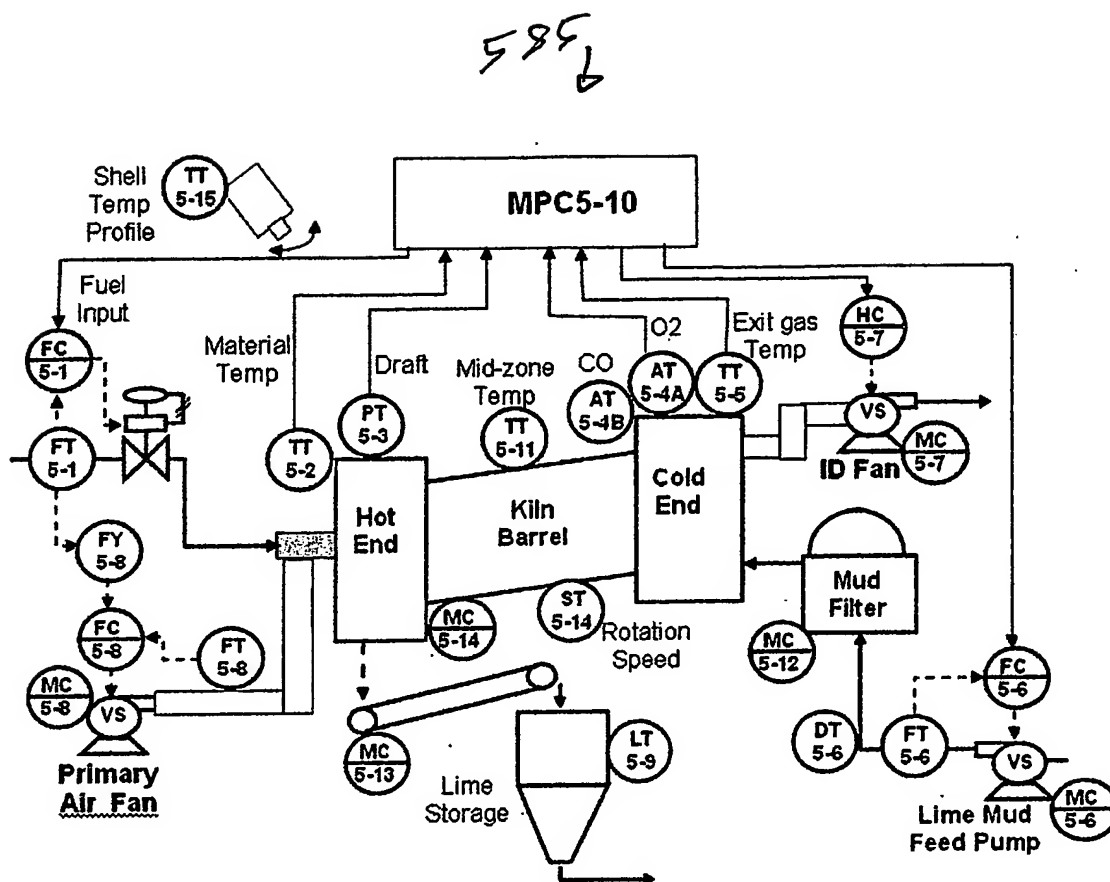 585
MPC5-10
Shell
Temp
Profile
TT
5-15
Fuel
Input
FC
5-1
FT
5-1
FY
5-8
FC
5-8
FT
5-8
MC
5-8
VS
Primary
Air Fan
Material
Temp
TT
5-2
Draft
PT
5-3
Mid-zone
Temp
TT
5-11
CO
AT
5-4B
O2
AT
5-4A
Exit gas
Temp
TT
5-5
HC
5-7
VS
MC
5-7
ID Fan
Hot
End
Kiln
Barrel
Cold
End
MC
5-14
ST
5-14
Rotation
Speed
Mud
Filter
MC
5-12
MC
5-13
Lime
Storage
LT
5-9
DT
5-6
FT
5-6
FC
5-6
VS
MC
5-6
Lime Mud
Feed Pump